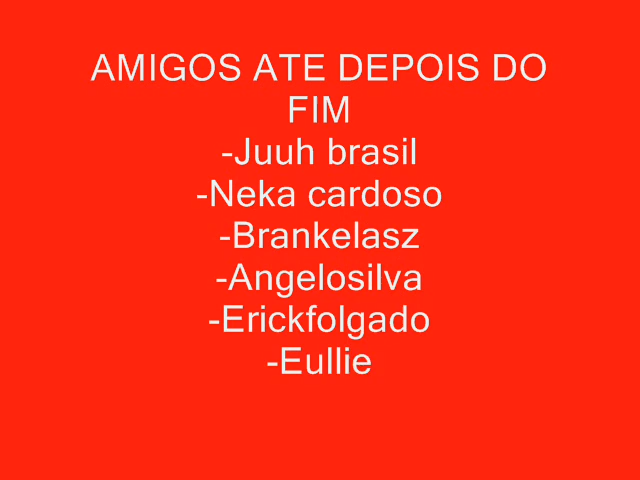 AMIGOS ATE DEPOIS DO
FIM
-Juuh brasil
-Neka cardoso
-Brankelasz
-Angelosilva
-Erickfolgado
-Eullie